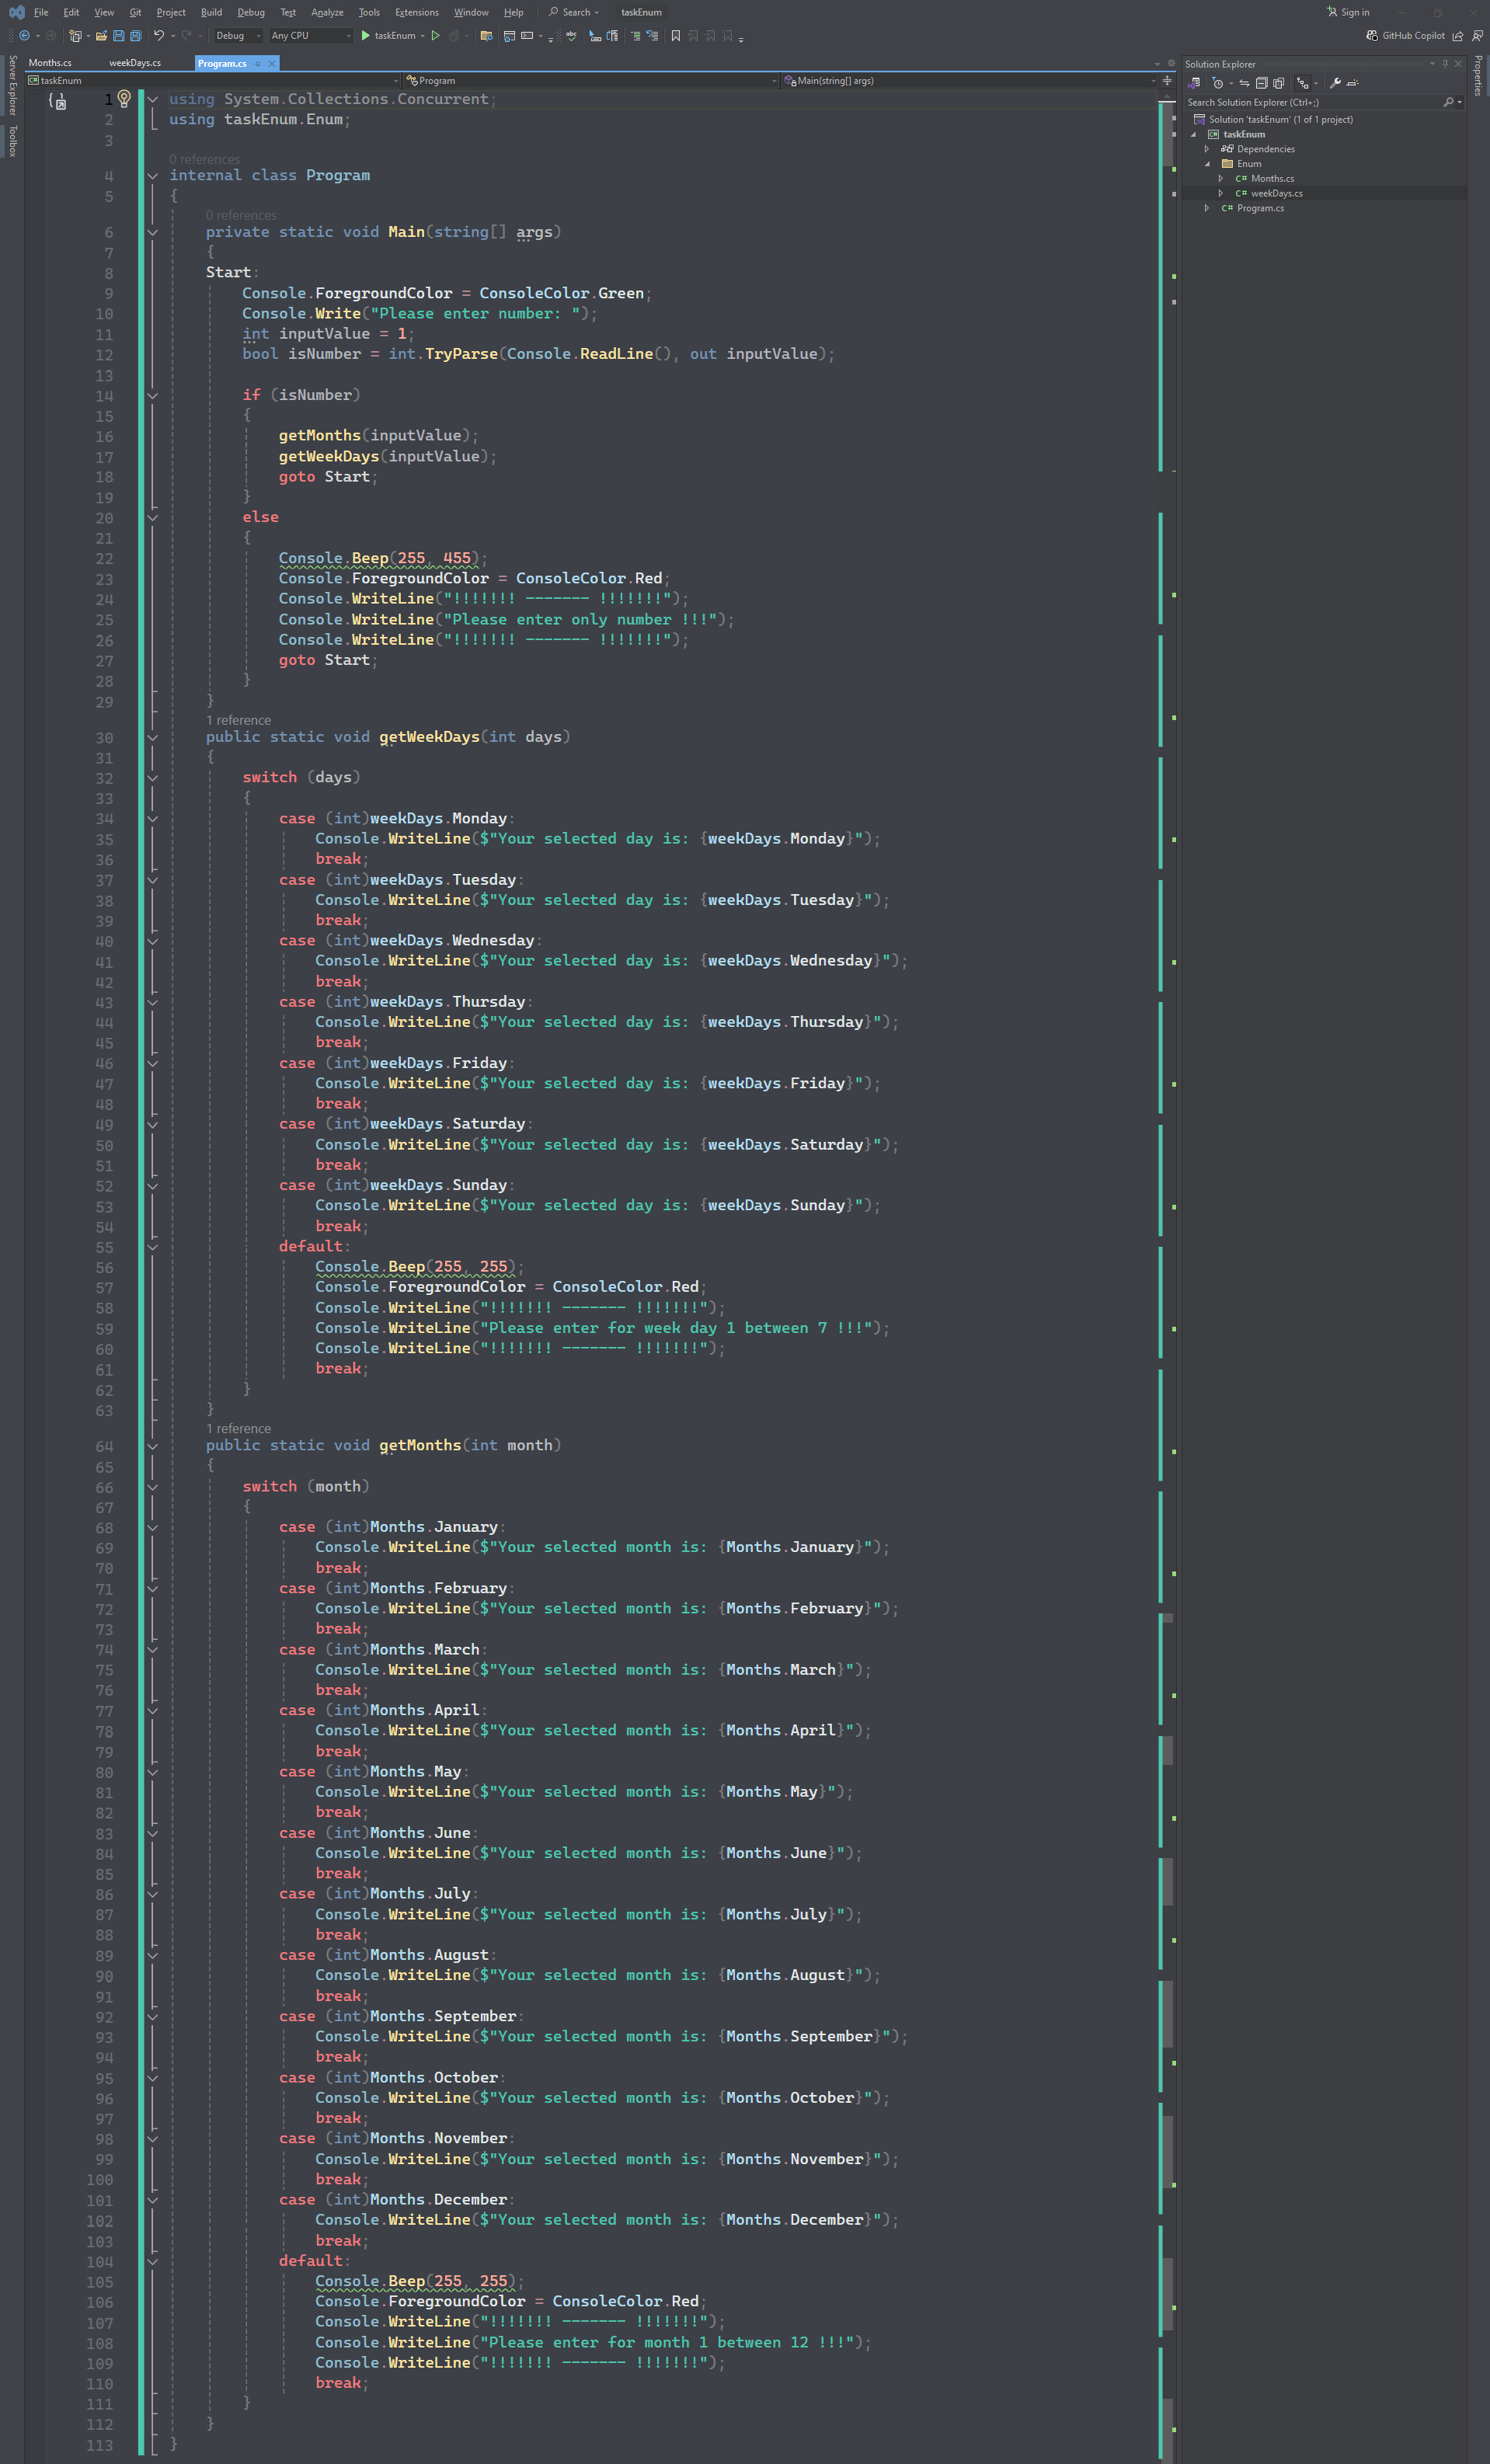 File Edit View Git Project Build Debug Test Analyze Tools Extensions Window Help Search taskEnum Sign in
Debug Any CPU taskEnum GitHub Copilot
Server Explorer
Toolbox
Months.cs weekDays.cs Program.cs
taskEnum Program Main(string[] args)
1 using System.Collections.Concurrent;
2 using taskEnum.Enum;
3
0 references
4 internal class Program
5 {
0 references
6 private static void Main(string[] args)
7 {
8 Start:
9 Console.ForegroundColor = ConsoleColor.Green;
10 Console.Write("Please enter number: ");
11 int inputValue = 1;
12 bool isNumber = int.TryParse(Console.ReadLine(), out inputValue);
13
14 if (isNumber)
15 {
16 getMonths(inputValue);
17 getWeekDays(inputValue);
18 goto Start;
19 }
20 else
21 {
22 Console.Beep(255, 455);
23 Console.ForegroundColor = ConsoleColor.Red;
24 Console.WriteLine("!!!!!!! ------- !!!!!!!");
25 Console.WriteLine("Please enter only number !!!");
26 Console.WriteLine("!!!!!!! ------- !!!!!!!");
27 goto Start;
28 }
29 }
1 reference
30 public static void getWeekDays(int days)
31 {
32 switch (days)
33 {
34 case (int)weekDays.Monday:
35 Console.WriteLine($"Your selected day is: {weekDays.Monday}");
36 break;
37 case (int)weekDays.Tuesday:
38 Console.WriteLine($"Your selected day is: {weekDays.Tuesday}");
39 break;
40 case (int)weekDays.Wednesday:
41 Console.WriteLine($"Your selected day is: {weekDays.Wednesday}");
42 break;
43 case (int)weekDays.Thursday:
44 Console.WriteLine($"Your selected day is: {weekDays.Thursday}");
45 break;
46 case (int)weekDays.Friday:
47 Console.WriteLine($"Your selected day is: {weekDays.Friday}");
48 break;
49 case (int)weekDays.Saturday:
50 Console.WriteLine($"Your selected day is: {weekDays.Saturday}");
51 break;
52 case (int)weekDays.Sunday:
53 Console.WriteLine($"Your selected day is: {weekDays.Sunday}");
54 break;
55 default:
56 Console.Beep(255, 255);
57 Console.ForegroundColor = ConsoleColor.Red;
58 Console.WriteLine("!!!!!!! ------- !!!!!!!");
59 Console.WriteLine("Please enter for week day 1 between 7 !!!");
60 Console.WriteLine("!!!!!!! ------- !!!!!!!");
61 break;
62 }
63 }
1 reference
64 public static void getMonths(int month)
65 {
66 switch (month)
67 {
68 case (int)Months.January:
69 Console.WriteLine($"Your selected month is: {Months.January}");
70 break;
71 case (int)Months.February:
72 Console.WriteLine($"Your selected month is: {Months.February}");
73 break;
74 case (int)Months.March:
75 Console.WriteLine($"Your selected month is: {Months.March}");
76 break;
77 case (int)Months.April:
78 Console.WriteLine($"Your selected month is: {Months.April}");
79 break;
80 case (int)Months.May:
81 Console.WriteLine($"Your selected month is: {Months.May}");
82 break;
83 case (int)Months.June:
84 Console.WriteLine($"Your selected month is: {Months.June}");
85 break;
86 case (int)Months.July:
87 Console.WriteLine($"Your selected month is: {Months.July}");
88 break;
89 case (int)Months.August:
90 Console.WriteLine($"Your selected month is: {Months.August}");
91 break;
92 case (int)Months.September:
93 Console.WriteLine($"Your selected month is: {Months.September}");
94 break;
95 case (int)Months.October:
96 Console.WriteLine($"Your selected month is: {Months.October}");
97 break;
98 case (int)Months.November:
99 Console.WriteLine($"Your selected month is: {Months.November}");
100 break;
101 case (int)Months.December:
102 Console.WriteLine($"Your selected month is: {Months.December}");
103 break;
104 default:
105 Console.Beep(255, 255);
106 Console.ForegroundColor = ConsoleColor.Red;
107 Console.WriteLine("!!!!!!! ------- !!!!!!!");
108 Console.WriteLine("Please enter for month 1 between 12 !!!");
109 Console.WriteLine("!!!!!!! ------- !!!!!!!");
110 break;
111 }
112 }
113 }
Solution Explorer
Search Solution Explorer (Ctrl+;)
Solution 'taskEnum' (1 of 1 project)
taskEnum
Dependencies
Enum
C# Months.cs
C# weekDays.cs
C# Program.cs
Properties